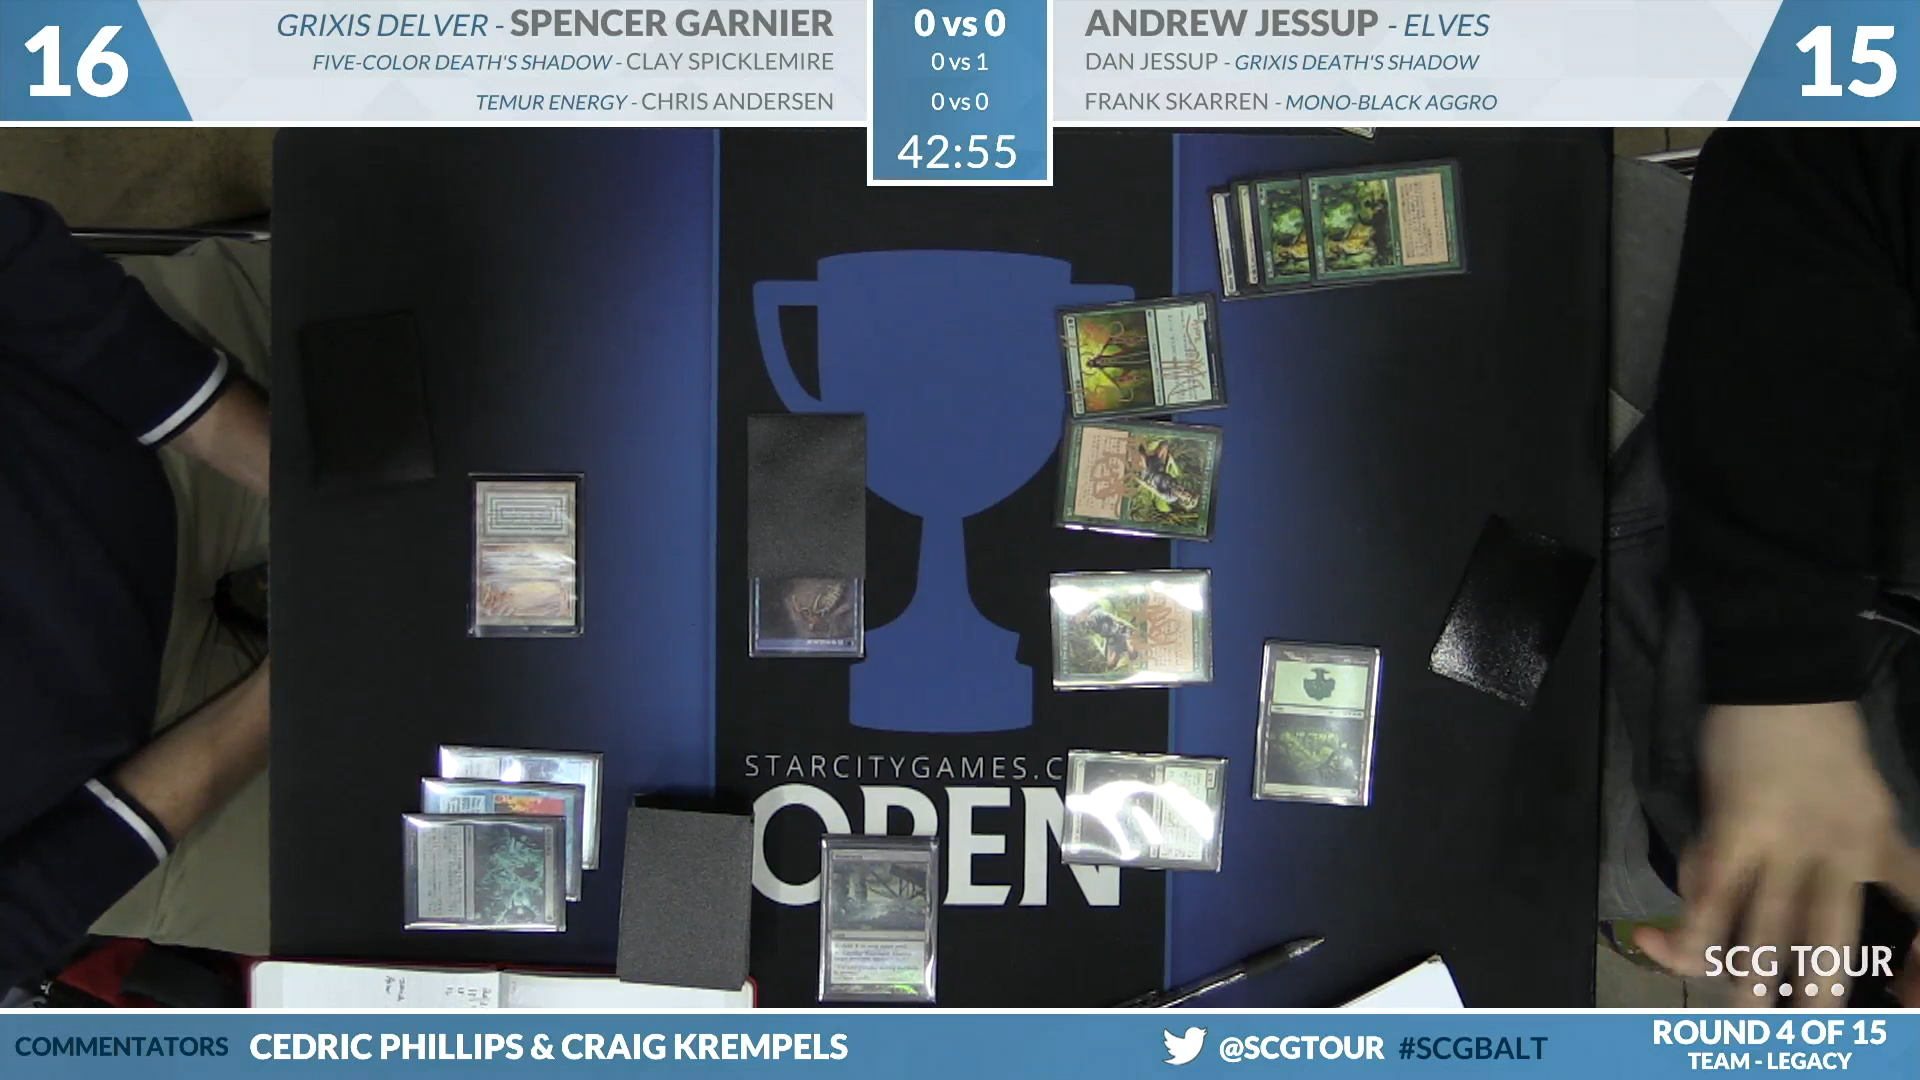 16
GRIXIS DELVER - SPENCER GARNIER
FIVE-COLOR DEATH'S SHADOW - CLAY SPICKLEMIRE
TEMUR ENERGY - CHRIS ANDERSEN
0 vs 0
0 vs 1
0 vs 0
42:55
ANDREW JESSUP - ELVES
DAN JESSUP - GRIXIS DEATH'S SHADOW
FRANK SKARREN - MONO-BLACK AGGRO
15
STARCITYGAMES.C
OPEN
SCG TOUR
COMMENTATORS CEDRIC PHILLIPS & CRAIG KREMPELS
@SCGTOUR #SCGBALT
ROUND 4 OF 15
TEAM - LEGACY